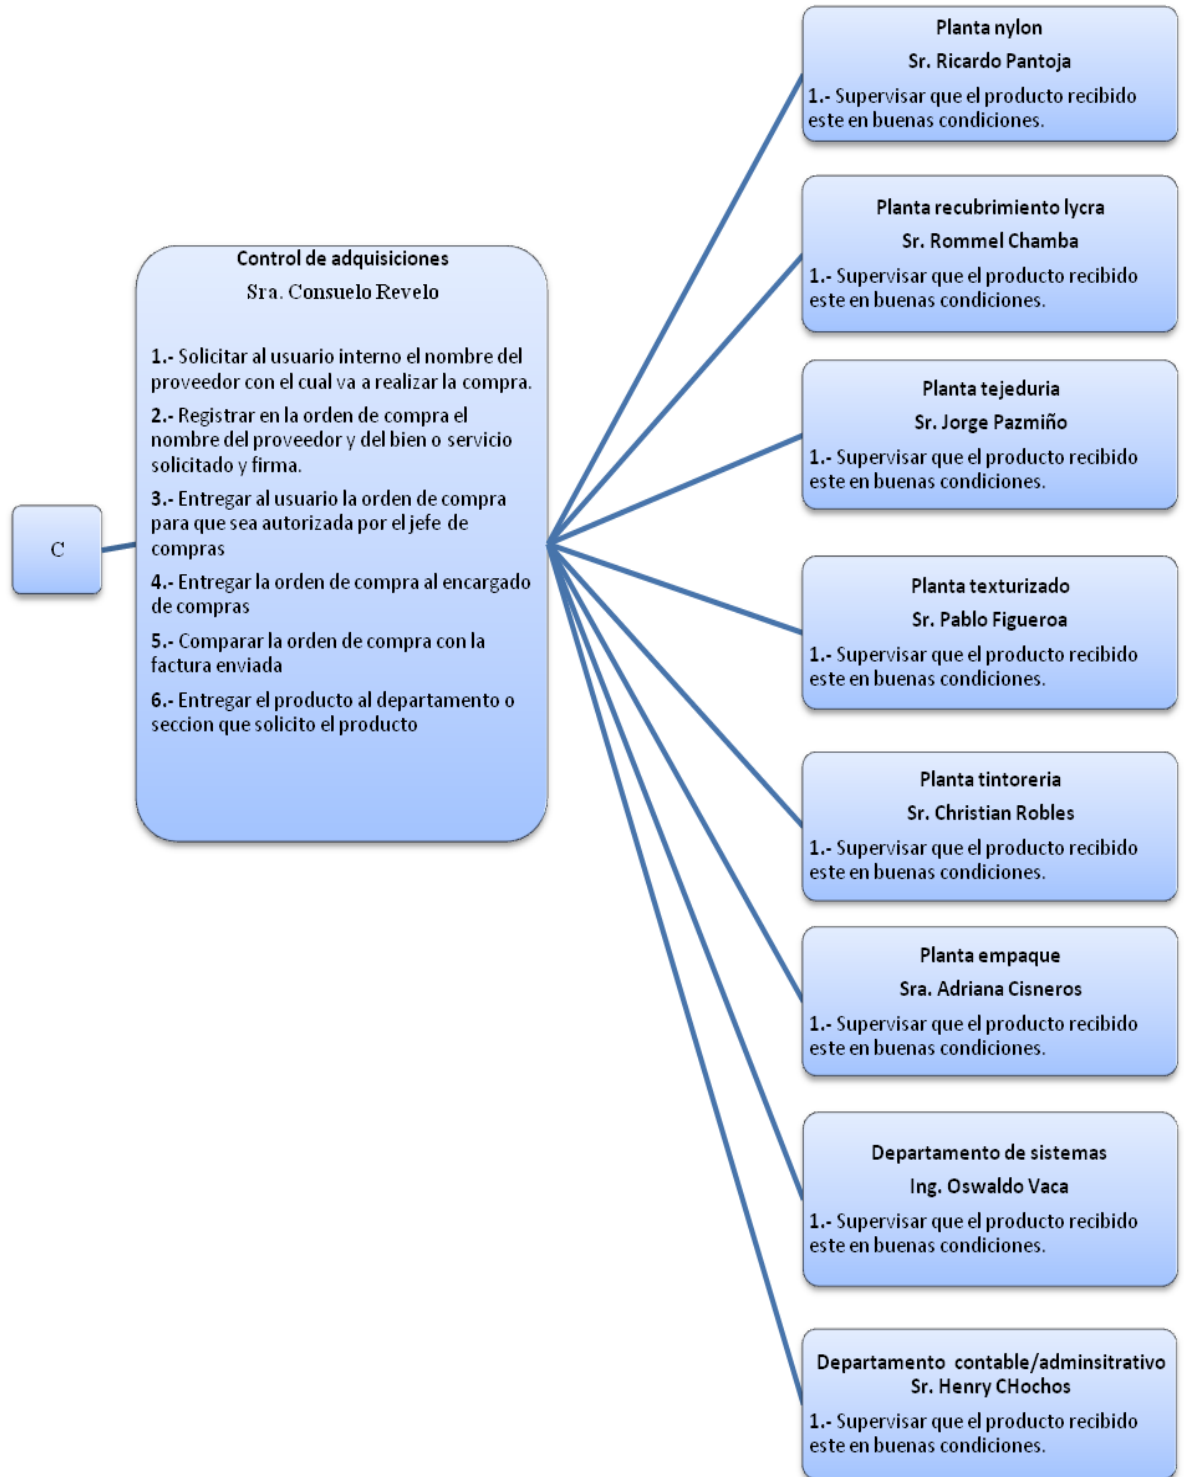 C
Control de adquisiciones
Sra. Consuelo Revelo
1.- Solicitar al usuario interno el nombre del
proveedor con el cual va a realizar la compra.
2.- Registrar en la orden de compra el
nombre del proveedor y del bien o servicio
solicitado y firma.
3.- Entregar al usuario la orden de compra
para que sea autorizada por el jefe de
compras
4.- Entregar la orden de compra al encargado
de compras
5.- Comparar la orden de compra con la
factura enviada
6.- Entregar el producto al departamento o
seccion que solicito el producto
Planta nylon
Sr. Ricardo Pantoja
1.- Supervisar que el producto recibido
este en buenas condiciones.
Planta recubrimiento lycra
Sr. Rommel Chamba
1.- Supervisar que el producto recibido
este en buenas condiciones.
Planta tejeduria
Sr. Jorge Pazmiño
1.- Supervisar que el producto recibido
este en buenas condiciones.
Planta texturizado
Sr. Pablo Figueroa
1.- Supervisar que el producto recibido
este en buenas condiciones.
Planta tintoreria
Sr. Christian Robles
1.- Supervisar que el producto recibido
este en buenas condiciones.
Planta empaque
Sra. Adriana Cisneros
1.- Supervisar que el producto recibido
este en buenas condiciones.
Departamento de sistemas
Ing. Oswaldo Vaca
1.- Supervisar que el producto recibido
este en buenas condiciones.
Departamento contable/adminsitrativo
Sr. Henry CHochos
1.- Supervisar que el producto recibido
este en buenas condiciones.